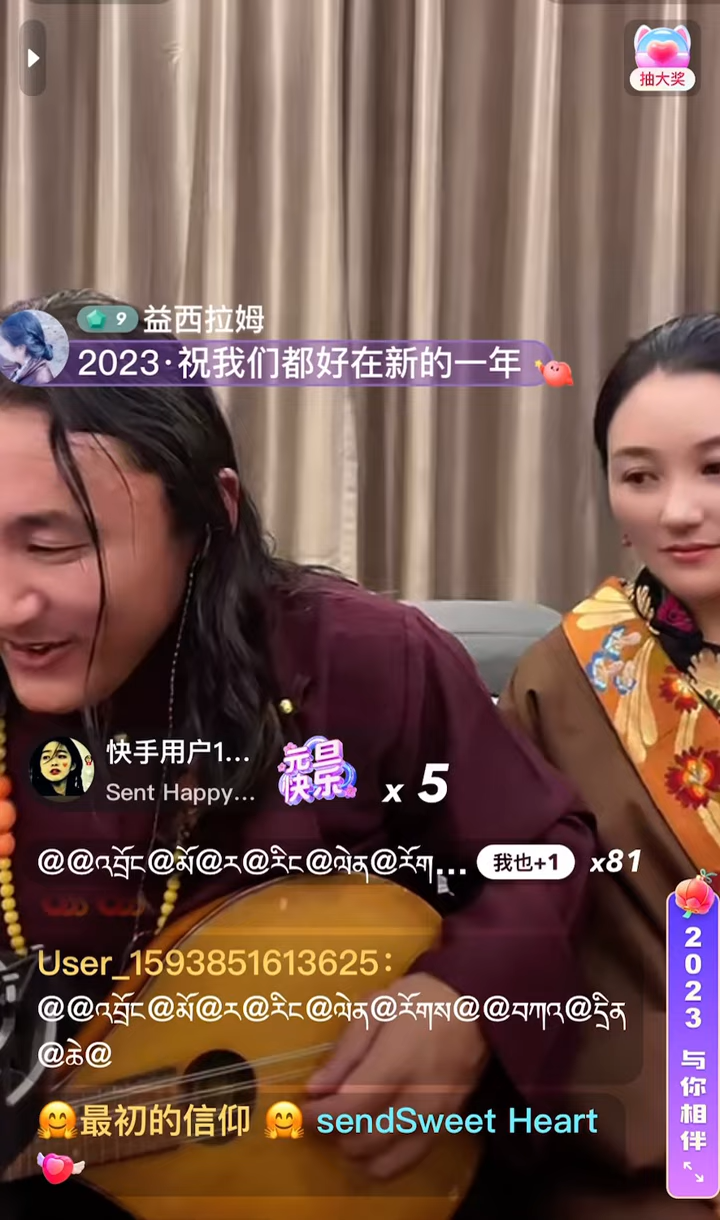 抽大奖
9 益西拉姆
2023·祝我们都好在新的一年
快手用户1...
Sent Happy...
元旦
快乐
x 5
@@འབྲོང@མོ@ར@རིང@ལེན@རོག...
我也+1
x81
User_1593851613625:
@@འབྲོང@མོ@ར@རིང@ལེན@རོགས@@བཀའ@དྲིན
@ཆེ@
🤗最初的信仰 🤗 sendSweet Heart
2023 与你相伴